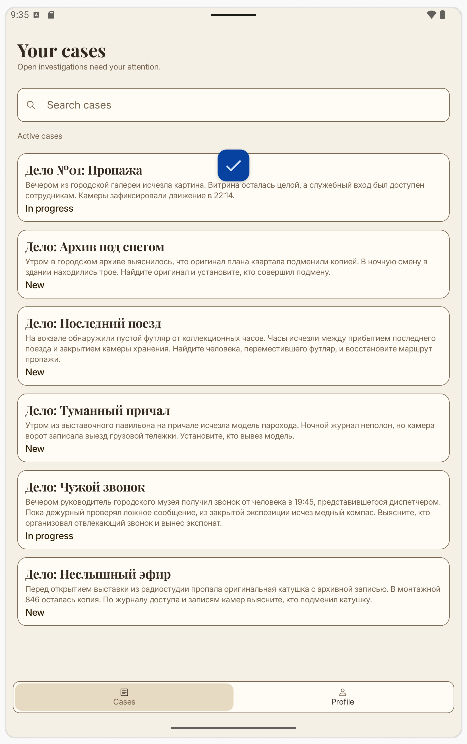 9:35
Your cases
Open investigations need your attention.
Search cases
Active cases
Дело №01: Пропажа
Вечером из городской галереи исчезла картина. Витрина осталась целой, а служебный вход был доступен
сотрудникам. Камеры зафиксировали движение в 22:14.
In progress
Дело: Архив под снегом
Утром в городском архиве выяснилось, что оригинал плана квартала подменили копией. В ночную смену в
здании находились трое. Найдите оригинал и установите, кто совершил подмену.
New
Дело: Последний поезд
На вокзале обнаружили пустой футляр от коллекционных часов. Часы исчезли между прибытием последнего
поезда и закрытием камеры хранения. Найдите человека, переместившего футляр, и восстановите маршрут
пропажи.
New
Дело: Туманный причал
Утром из выставочного павильона на причале исчезла модель парохода. Ночной журнал неполон, но камера
ворот записала выезд грузовой тележки. Установите, кто вывез модель.
New
Дело: Чужой звонок
Вечером руководитель городского музея получил звонок от человека в 19:45, представившегося диспетчером.
Пока дежурный проверял ложное сообщение, из закрытой экспозиции исчез медный компас. Выясните, кто
организовал отвлекающий звонок и вынес экспонат.
In progress
Дело: Неслышный эфир
Перед открытием выставки из радиостудии пропала оригинальная катушка с архивной записью. В монтажной
846 осталась копия. По журналу доступа и записям камер выясните, кто подменил катушку.
New
Cases
Profile